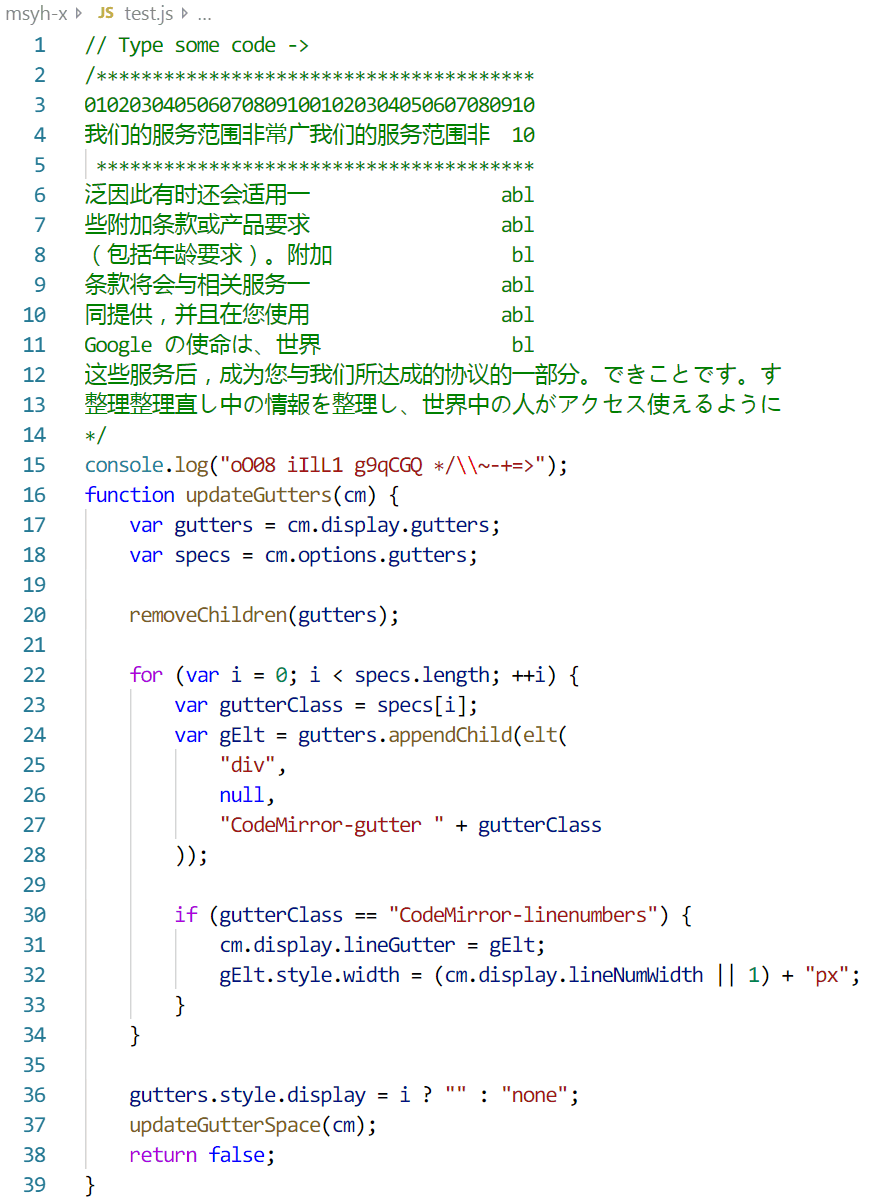 msyh-x > JS test.js > ...
1 // Type some code ->
2 /***************************************
3 0102030405060708091001020304050607080910
4 我们的服务范围非常广我们的服务范围非  10
5  ***************************************
6 泛因此有时还会适用一                 abl
7 些附加条款或产品要求                 abl
8 （包括年龄要求）。附加                bl
9 条款将会与相关服务一                 abl
10 同提供，并且在您使用                 abl
11 Google の使命は、世界                 bl
12 这些服务后，成为您与我们所达成的协议的一部分。できことです。す
13 整理整理直し中の情報を整理し、世界中の人がアクセス使えるように
14 */
15 console.log("oO08 iIlL1 g9qCGQ */\\~-+=>");
16 function updateGutters(cm) {
17     var gutters = cm.display.gutters;
18     var specs = cm.options.gutters;
19
20     removeChildren(gutters);
21
22     for (var i = 0; i < specs.length; ++i) {
23         var gutterClass = specs[i];
24         var gElt = gutters.appendChild(elt(
25             "div",
26             null,
27             "CodeMirror-gutter " + gutterClass
28         ));
29
30         if (gutterClass == "CodeMirror-linenumbers") {
31             cm.display.lineGutter = gElt;
32             gElt.style.width = (cm.display.lineNumWidth || 1) + "px";
33         }
34     }
35
36     gutters.style.display = i ? "" : "none";
37     updateGutterSpace(cm);
38     return false;
39 }